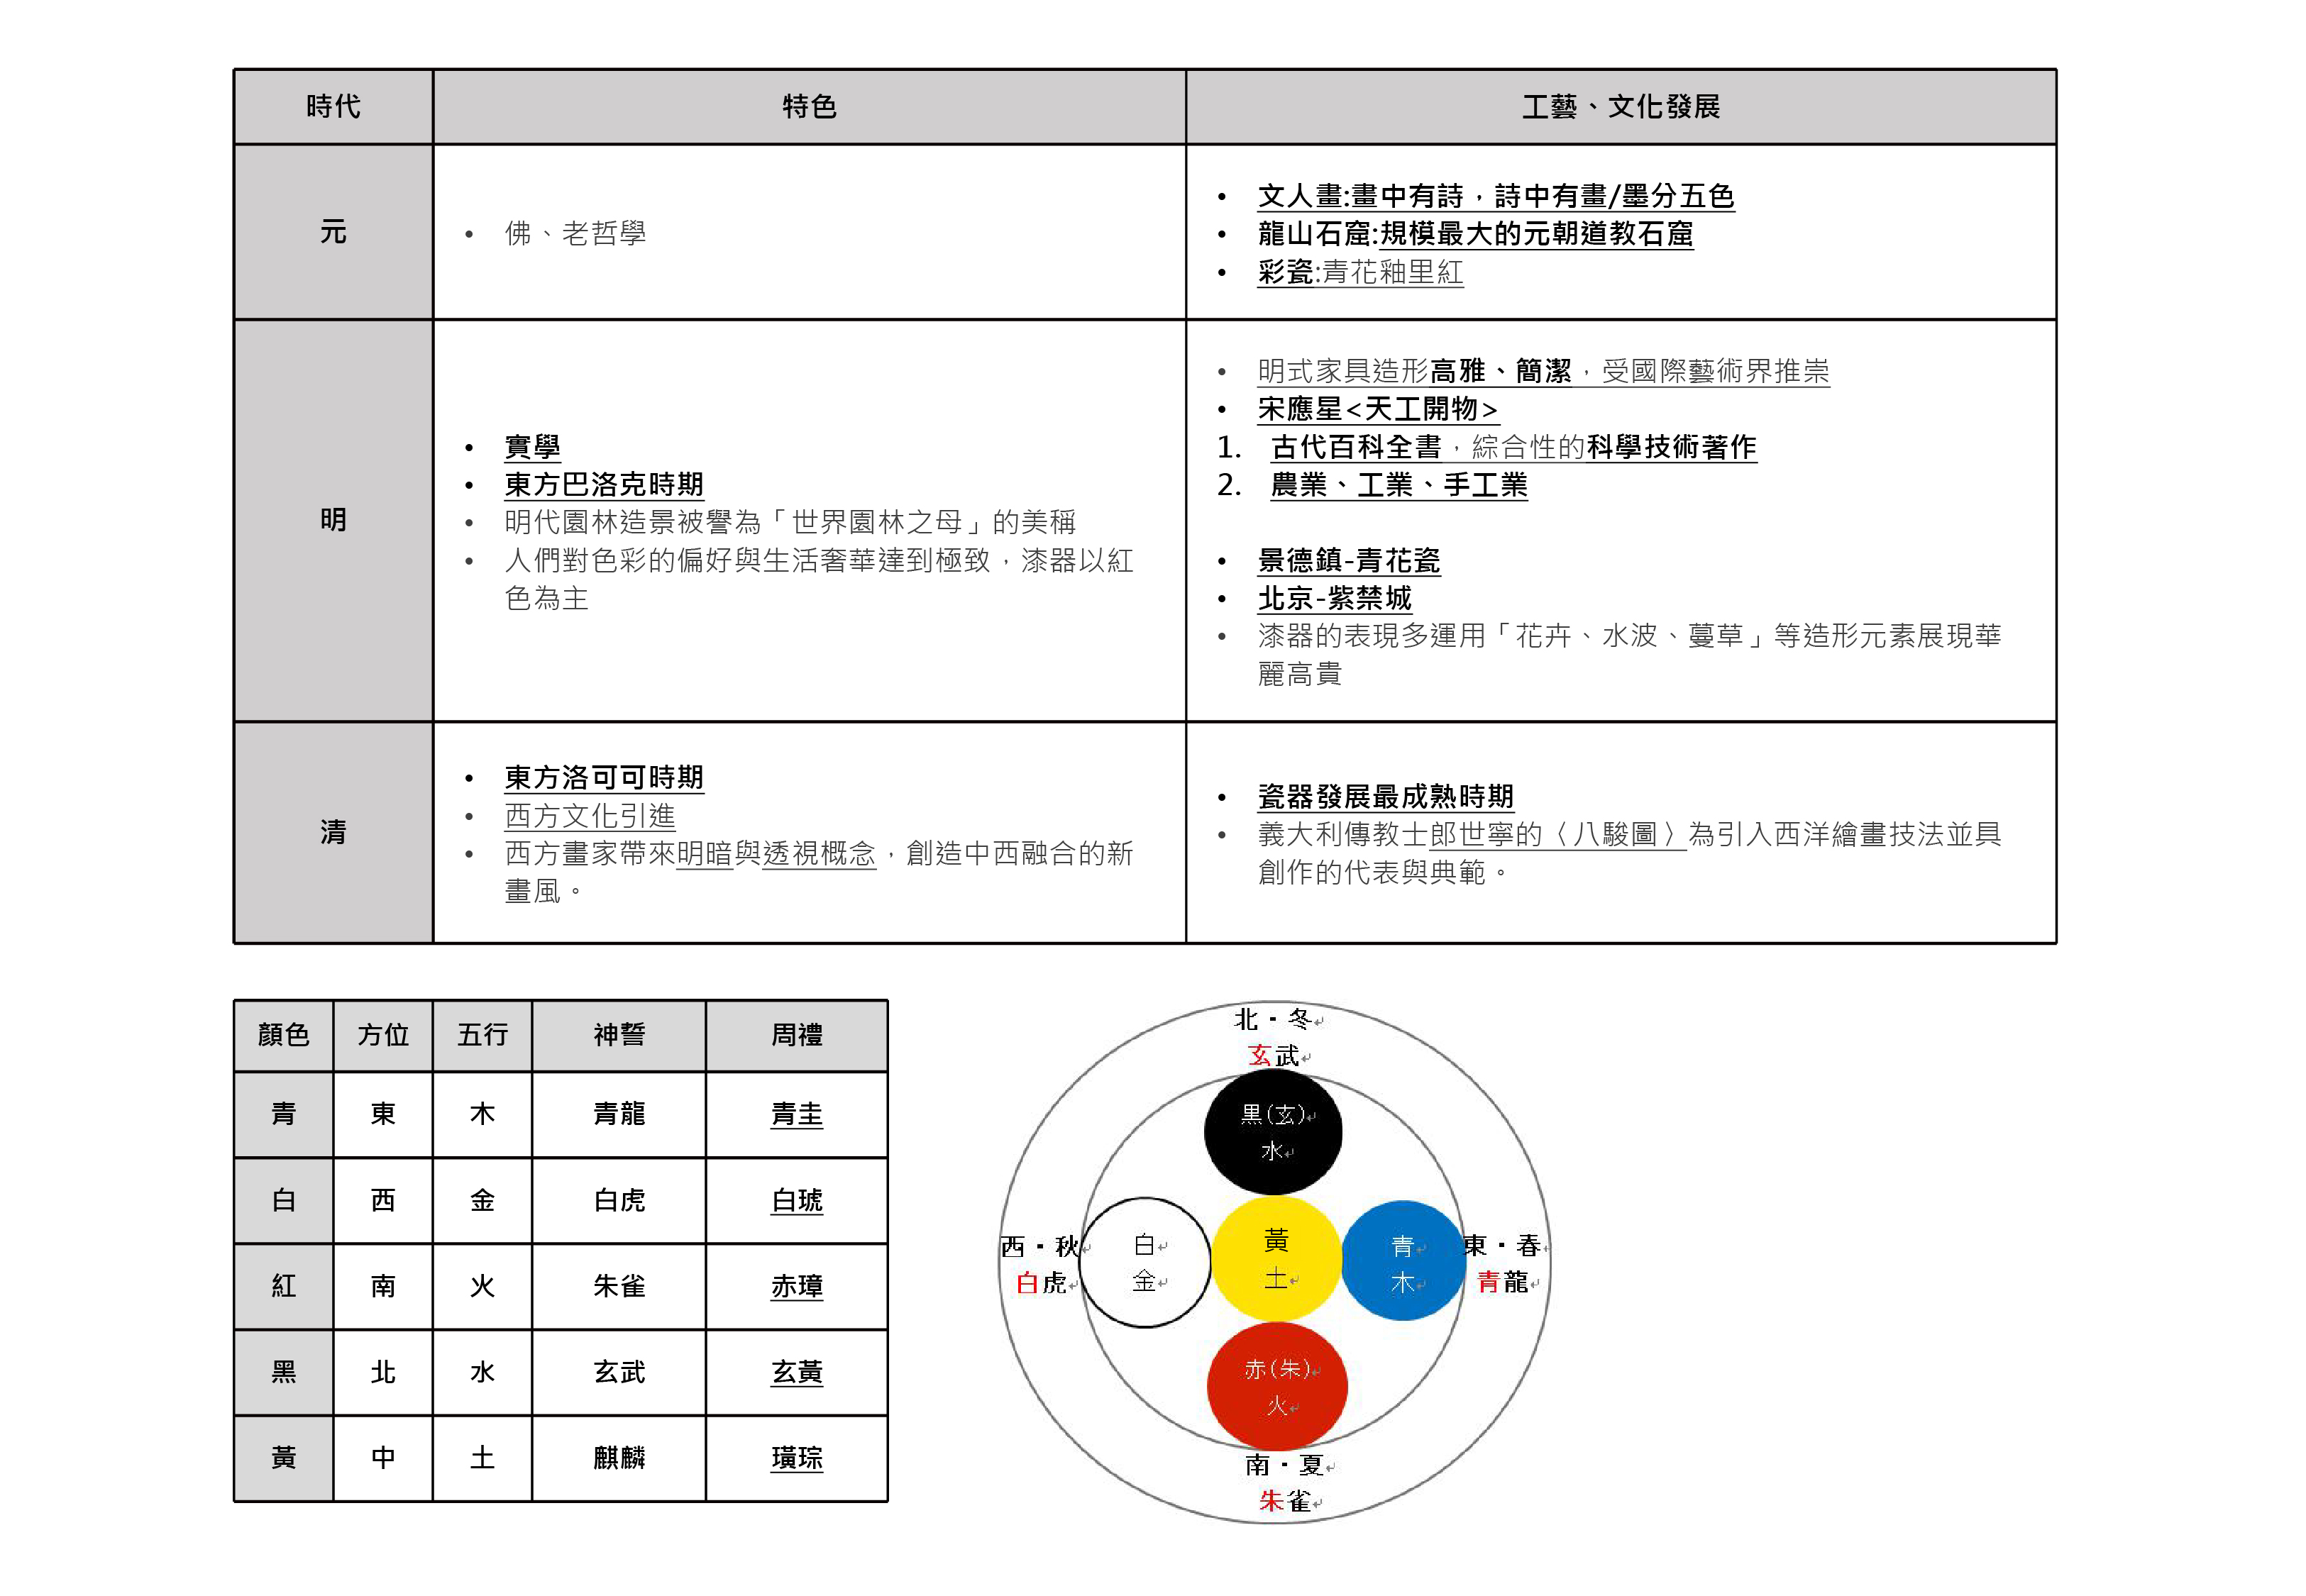 時代 特色 工藝、文化發展
元
• 佛、老哲學
• 文人畫:畫中有詩，詩中有畫/墨分五色
• 龍山石窟:規模最大的元朝道教石窟
• 彩瓷:青花釉里紅
明
• 實學
• 東方巴洛克時期
• 明代園林造景被譽為「世界園林之母」的美稱
• 人們對色彩的偏好與生活奢華達到極致，漆器以紅
色為主
• 明式家具造形高雅、簡潔，受國際藝術界推崇
• 宋應星<天工開物>
1. 古代百科全書，綜合性的科學技術著作
2. 農業、工業、手工業
• 景德鎮-青花瓷
• 北京-紫禁城
• 漆器的表現多運用「花卉、水波、蔓草」等造形元素展現華
麗高貴
清
• 東方洛可可時期
• 西方文化引進
• 西方畫家帶來明暗與透視概念，創造中西融合的新
畫風。
• 瓷器發展最成熟時期
• 義大利傳教士郎世寧的〈八駿圖〉為引入西洋繪畫技法並具
創作的代表與典範。
顏色 方位 五行 神誓 周禮
青 東 木 青龍 青圭
白 西 金 白虎 白琥
紅 南 火 朱雀 赤璋
黑 北 水 玄武 玄黃
黃 中 土 麒麟 璜琮
北・冬
玄武
黑(玄)
水
西・秋
白虎
白
金
黃
土
青
木
東・春
青龍
赤(朱)
火
南・夏
朱雀